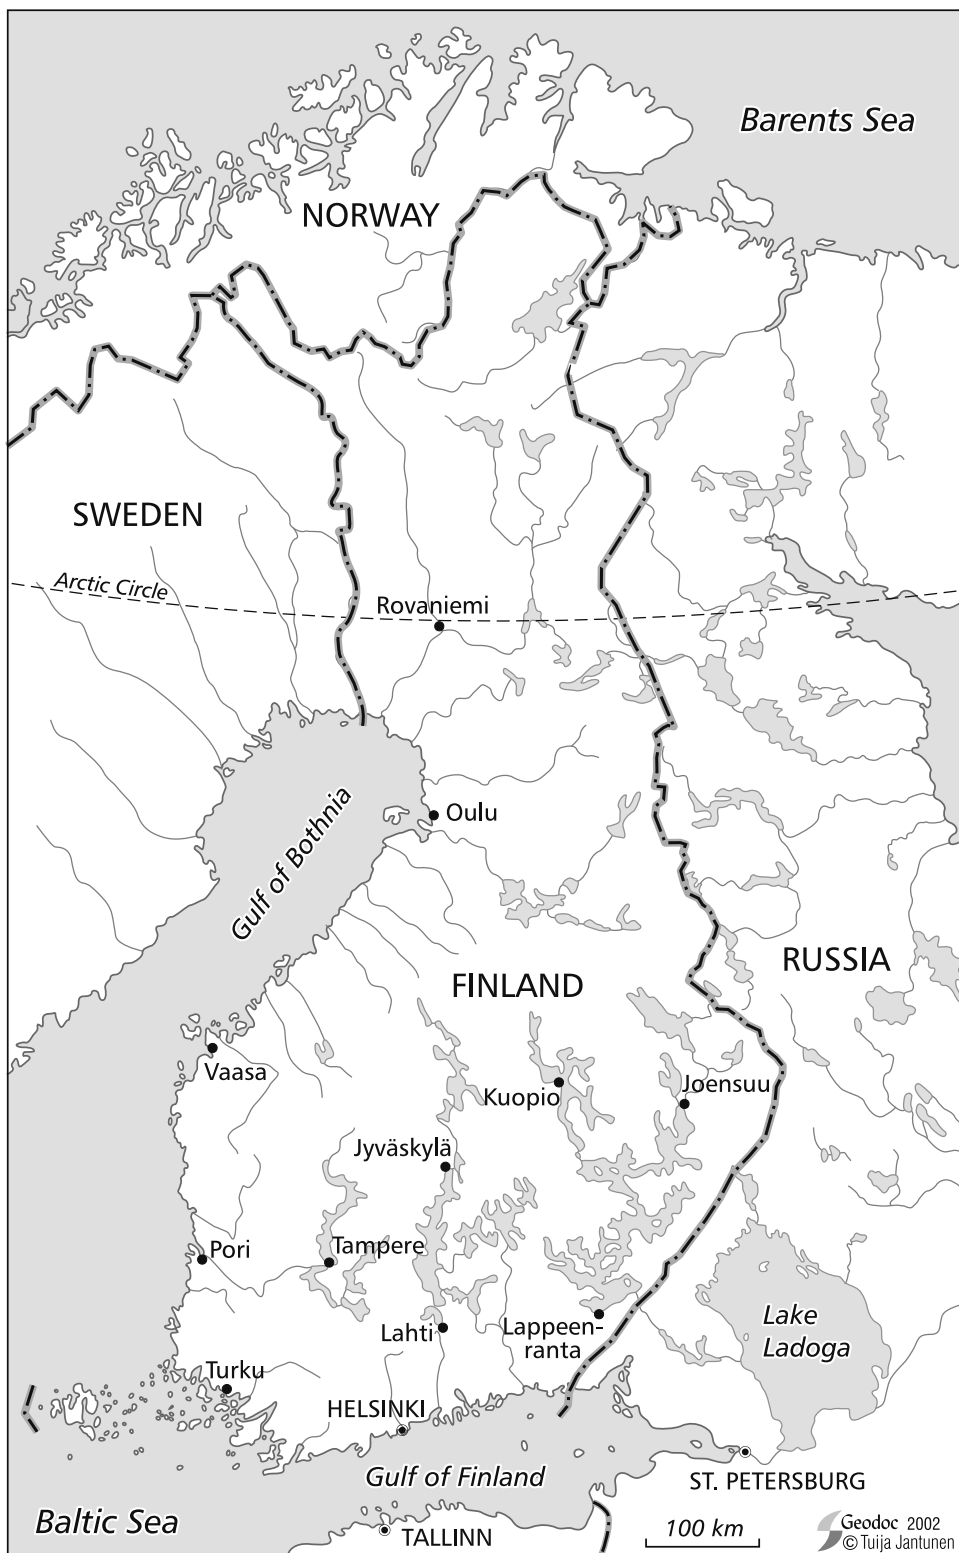 Barents Sea
NORWAY
SWEDEN
Arctic Circle
Rovaniemi
Oulu
Gulf of Bothnia
RUSSIA
FINLAND
Vaasa
Kuopio
Joensuu
Jyväskylä
Pori
Tampere
Lahti
Lappeen-
ranta
Lake
Ladoga
Turku
HELSINKI
Gulf of Finland
ST. PETERSBURG
Baltic Sea
TALLINN
100 km
Geodoc 2002
© Tuija Jantunen